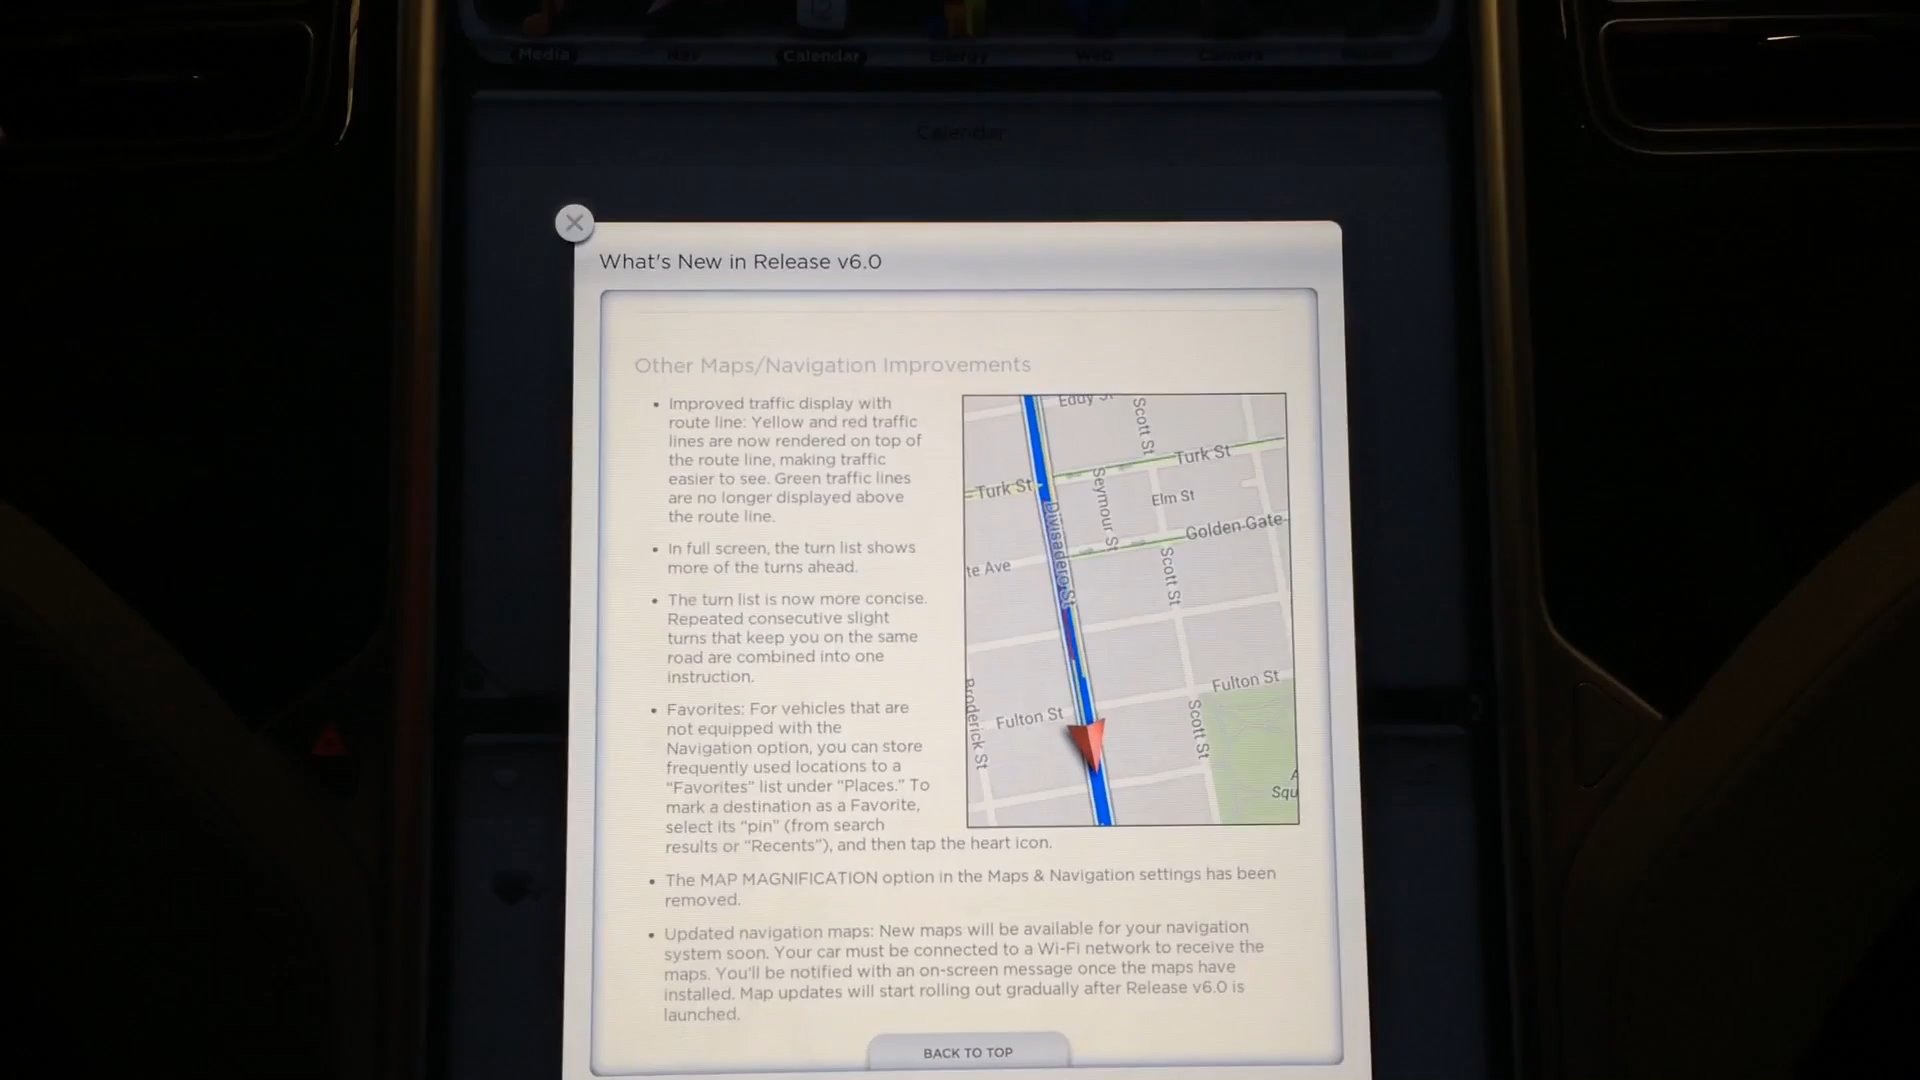 Media
Nav
Calendar
Energy
Web
Camera
Calendar
What's New in Release v6.0
Other Maps/Navigation Improvements
• Improved traffic display with
route line: Yellow and red traffic
lines are now rendered on top of
the route line, making traffic
easier to see. Green traffic lines
are no longer displayed above
the route line.
• In full screen, the turn list shows
more of the turns ahead.
• The turn list is now more concise.
Repeated consecutive slight
turns that keep you on the same
road are combined into one
instruction.
• Favorites: For vehicles that are
not equipped with the
Navigation option, you can store
frequently used locations to a
“Favorites” list under “Places.” To
mark a destination as a Favorite,
select its “pin” (from search
results or “Recents”), and then tap the heart icon.
• The MAP MAGNIFICATION option in the Maps & Navigation settings has been
removed.
• Updated navigation maps: New maps will be available for your navigation
system soon. Your car must be connected to a Wi-Fi network to receive the
maps. You'll be notified with an on-screen message once the maps have
installed. Map updates will start rolling out gradually after Release v6.0 is
launched.
Eddy St
Scott St
Turk St
Turk St
Seymour St
Elm St
Divisadero St
Golden Gate
te Ave
Scott St
Fulton St
Fulton St
Broderick St
Scott St
A
Squ
BACK TO TOP